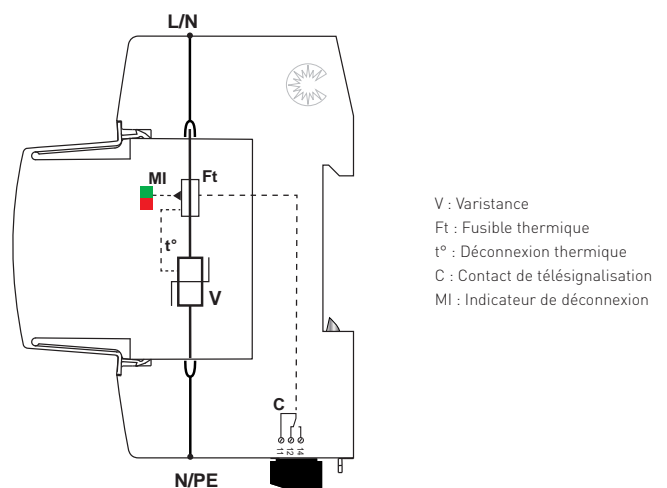 L/N
MI
Ft
t°
V
C
11 12 14
N/PE
V : Varistance
Ft : Fusible thermique
t° : Déconnexion thermique
C : Contact de télésignalisation
MI : Indicateur de déconnexion